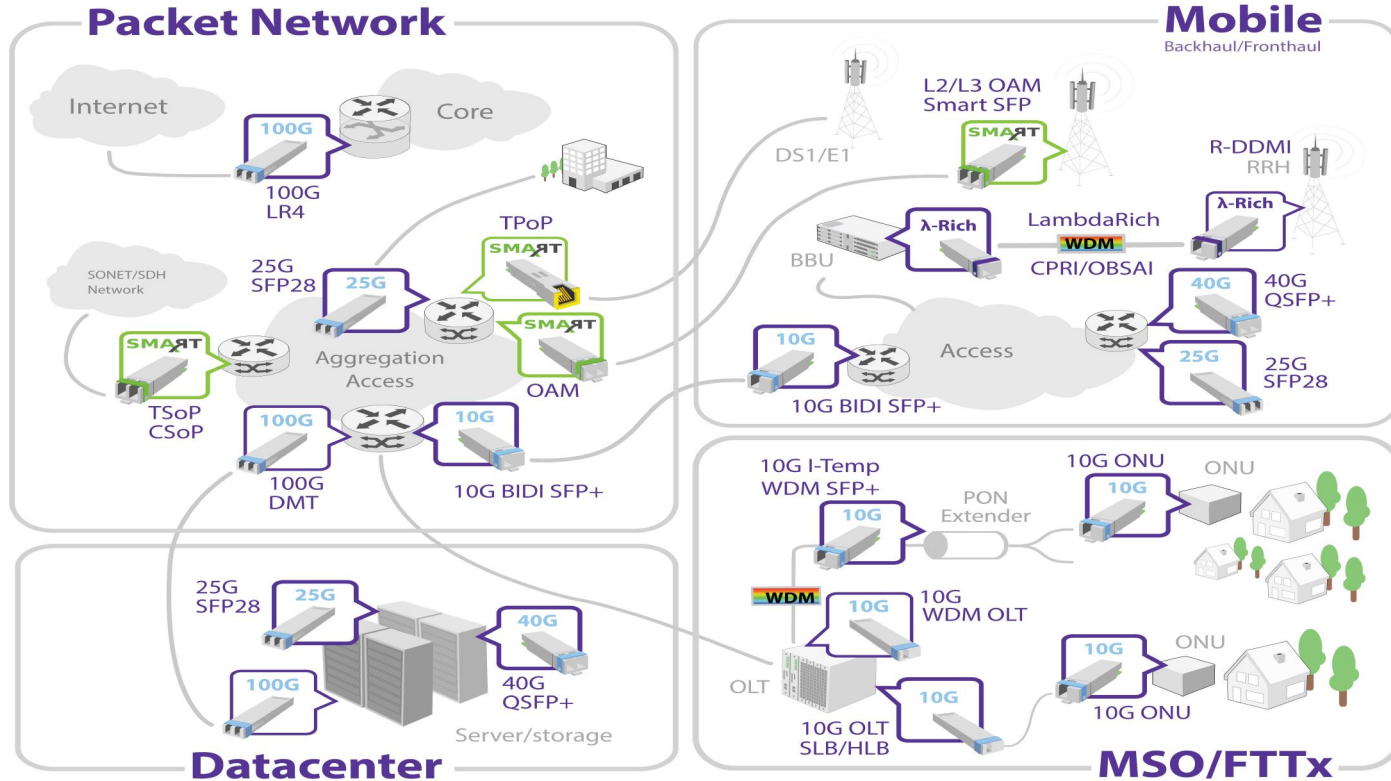 Packet Network
Internet
Core
100G
100G
LR4
TPoP
SMART
25G
SFP28
25G
SONET/SDH
Network
SMART
SMART
Aggregation
Access
OAM
TSoP
CSoP
100G
100G
DMT
10G
10G BIDI SFP+
Mobile
Backhaul/Fronthaul
L2/L3 OAM
Smart SFP
SMART
DS1/E1
R-DDMI
RRH
λ-Rich
λ-Rich
LambdaRich
WDM
CPRI/OBSAI
BBU
40G
40G
QSFP+
10G
Access
25G
25G
SFP28
10G BIDI SFP+
Datacenter
25G
SFP28
25G
40G
40G
QSFP+
100G
Server/storage
MSO/FTTx
10G I-Temp
WDM SFP+
10G
PON
Extender
10G ONU
10G
ONU
WDM
10G
10G
WDM OLT
OLT
10G
10G OLT
SLB/HLB
10G
10G ONU
ONU